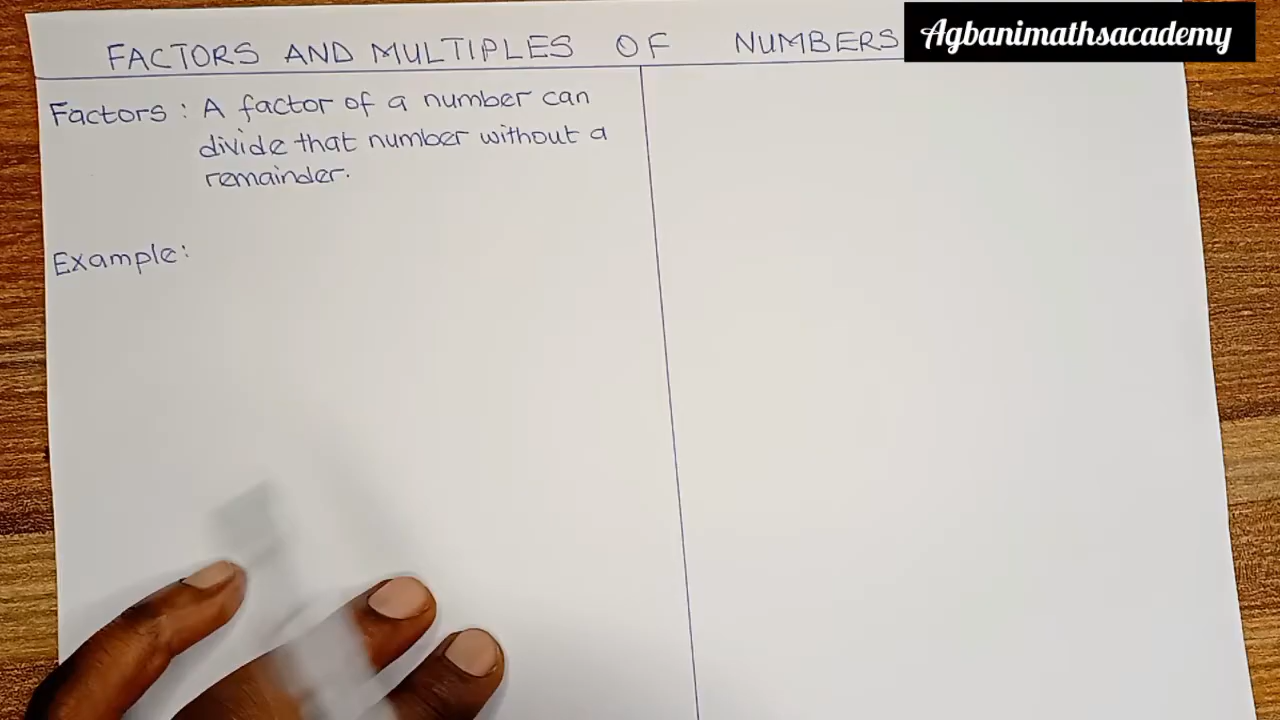 FACTORS AND MULTIPLES OF NUMBERS
Agbanimathsacademy
Factors : A factor of a number can
divide that number without a
remainder.
Example: